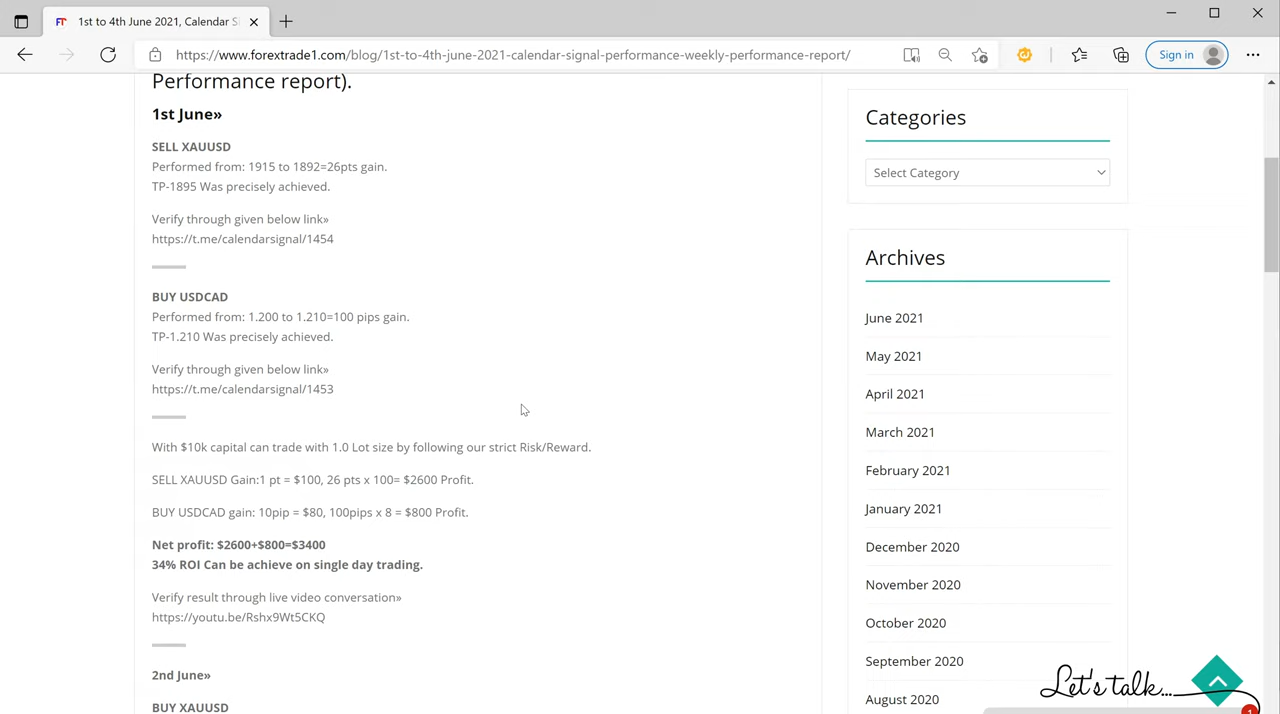 1st to 4th June 2021, Calendar Si
https://www.forextrade1.com/blog/1st-to-4th-june-2021-calendar-signal-performance-weekly-performance-report/
Sign in
Performance report).
1st June»
SELL XAUUSD
Performed from: 1915 to 1892=26pts gain.
TP-1895 Was precisely achieved.
Verify through given below link»
https://t.me/calendarsignal/1454
BUY USDCAD
Performed from: 1.200 to 1.210=100 pips gain.
TP-1.210 Was precisely achieved.
Verify through given below link»
https://t.me/calendarsignal/1453
With $10k capital can trade with 1.0 Lot size by following our strict Risk/Reward.
SELL XAUUSD Gain:1 pt = $100, 26 pts x 100= $2600 Profit.
BUY USDCAD gain: 10pip = $80, 100pips x 8 = $800 Profit.
Net profit: $2600+$800=$3400
34% ROI Can be achieve on single day trading.
Verify result through live video conversation»
https://youtu.be/Rshx9Wt5CKQ
2nd June»
BUY XAUUSD
Categories
Select Category
Archives
June 2021
May 2021
April 2021
March 2021
February 2021
January 2021
December 2020
November 2020
October 2020
September 2020
August 2020
Let's talk...
1